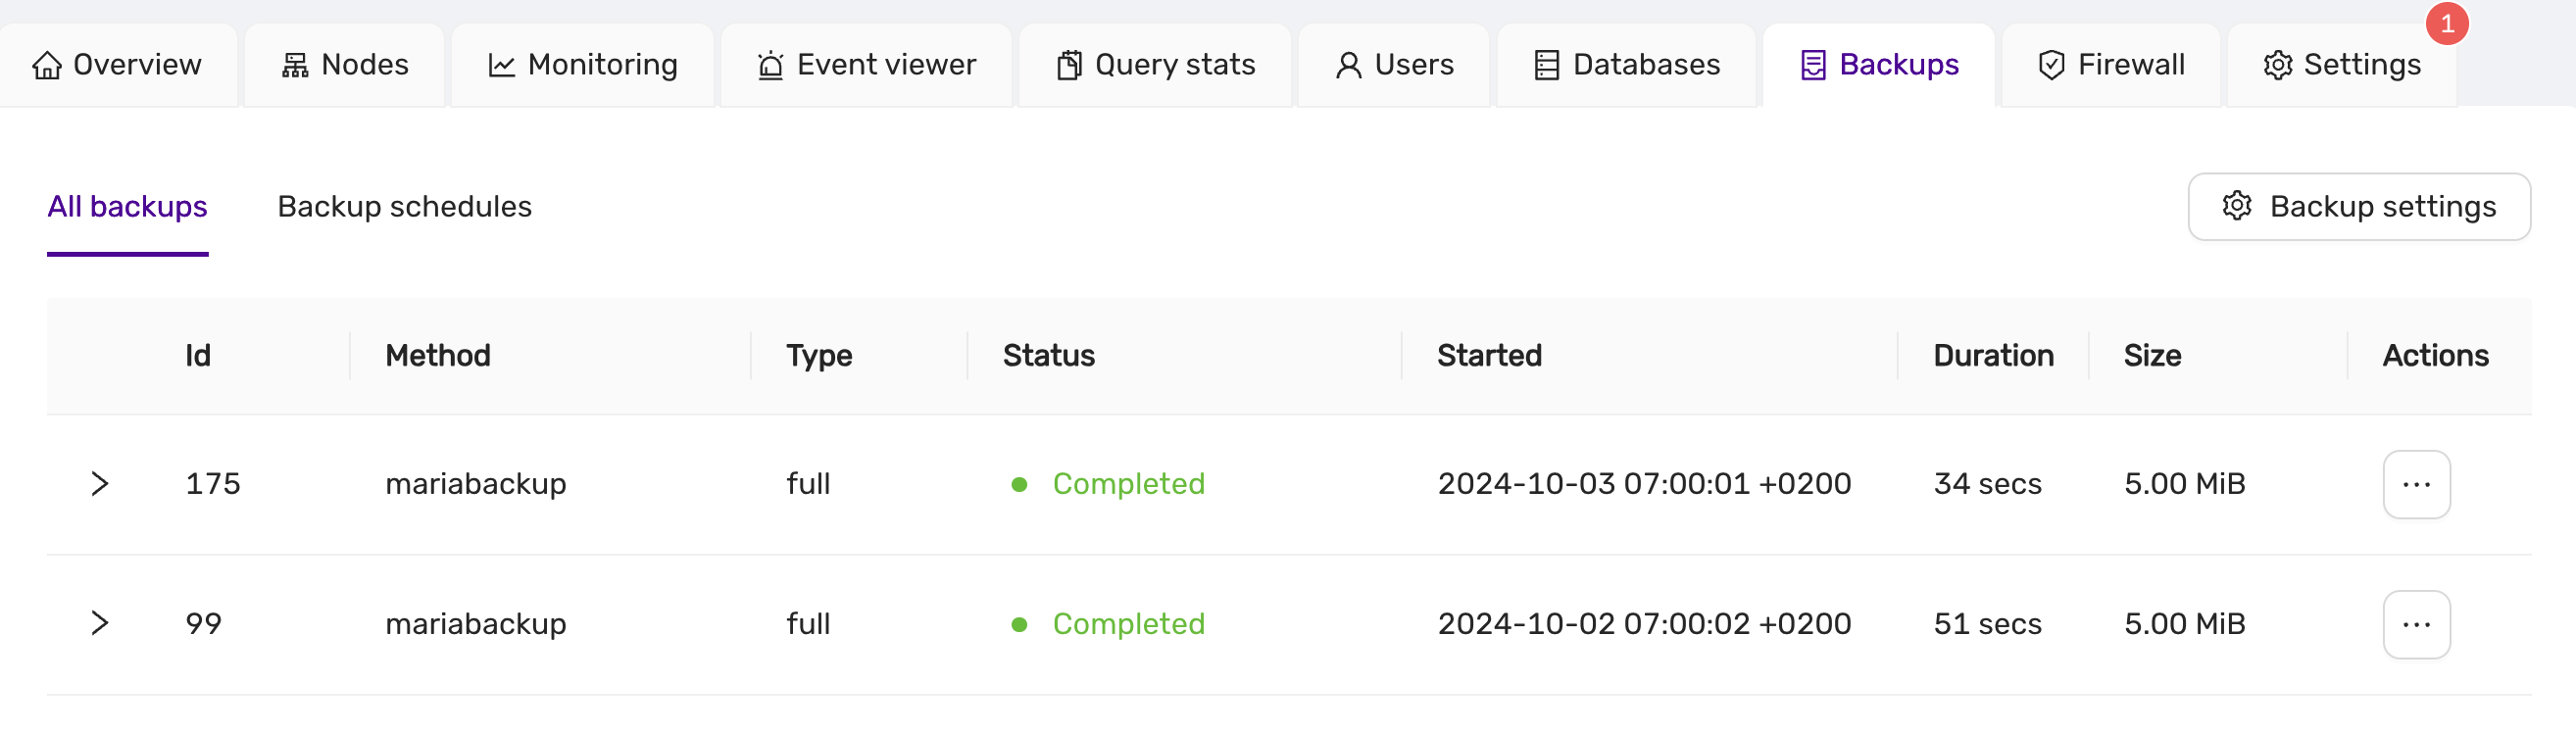 1
Overview Nodes Monitoring Event viewer Query stats Users Databases Backups Firewall Settings
All backups Backup schedules Backup settings
Id Method Type Status Started Duration Size Actions
175 mariabackup full Completed 2024-10-03 07:00:01 +0200 34 secs 5.00 MiB ...
99 mariabackup full Completed 2024-10-02 07:00:02 +0200 51 secs 5.00 MiB ...